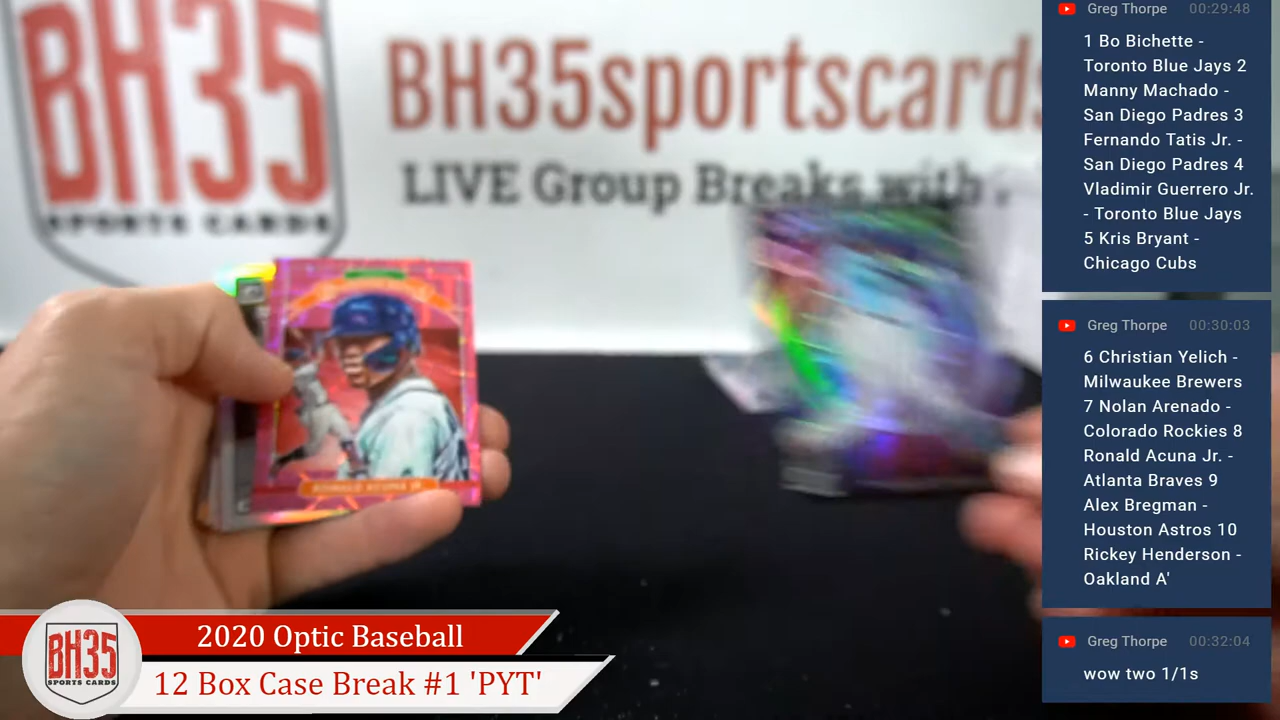 BH35
SPORTS CARDS
BH35sportscards
LIVE Group Breaks with
RONALD ACUNA JR
Greg Thorpe 00:29:48
1 Bo Bichette -
Toronto Blue Jays 2
Manny Machado -
San Diego Padres 3
Fernando Tatis Jr. -
San Diego Padres 4
Vladimir Guerrero Jr.
- Toronto Blue Jays
5 Kris Bryant -
Chicago Cubs
Greg Thorpe 00:30:03
6 Christian Yelich -
Milwaukee Brewers
7 Nolan Arenado -
Colorado Rockies 8
Ronald Acuna Jr. -
Atlanta Braves 9
Alex Bregman -
Houston Astros 10
Rickey Henderson -
Oakland A'
Greg Thorpe 00:32:04
wow two 1/1s
BH35
SPORTS CARDS
2020 Optic Baseball
12 Box Case Break #1 'PYT'